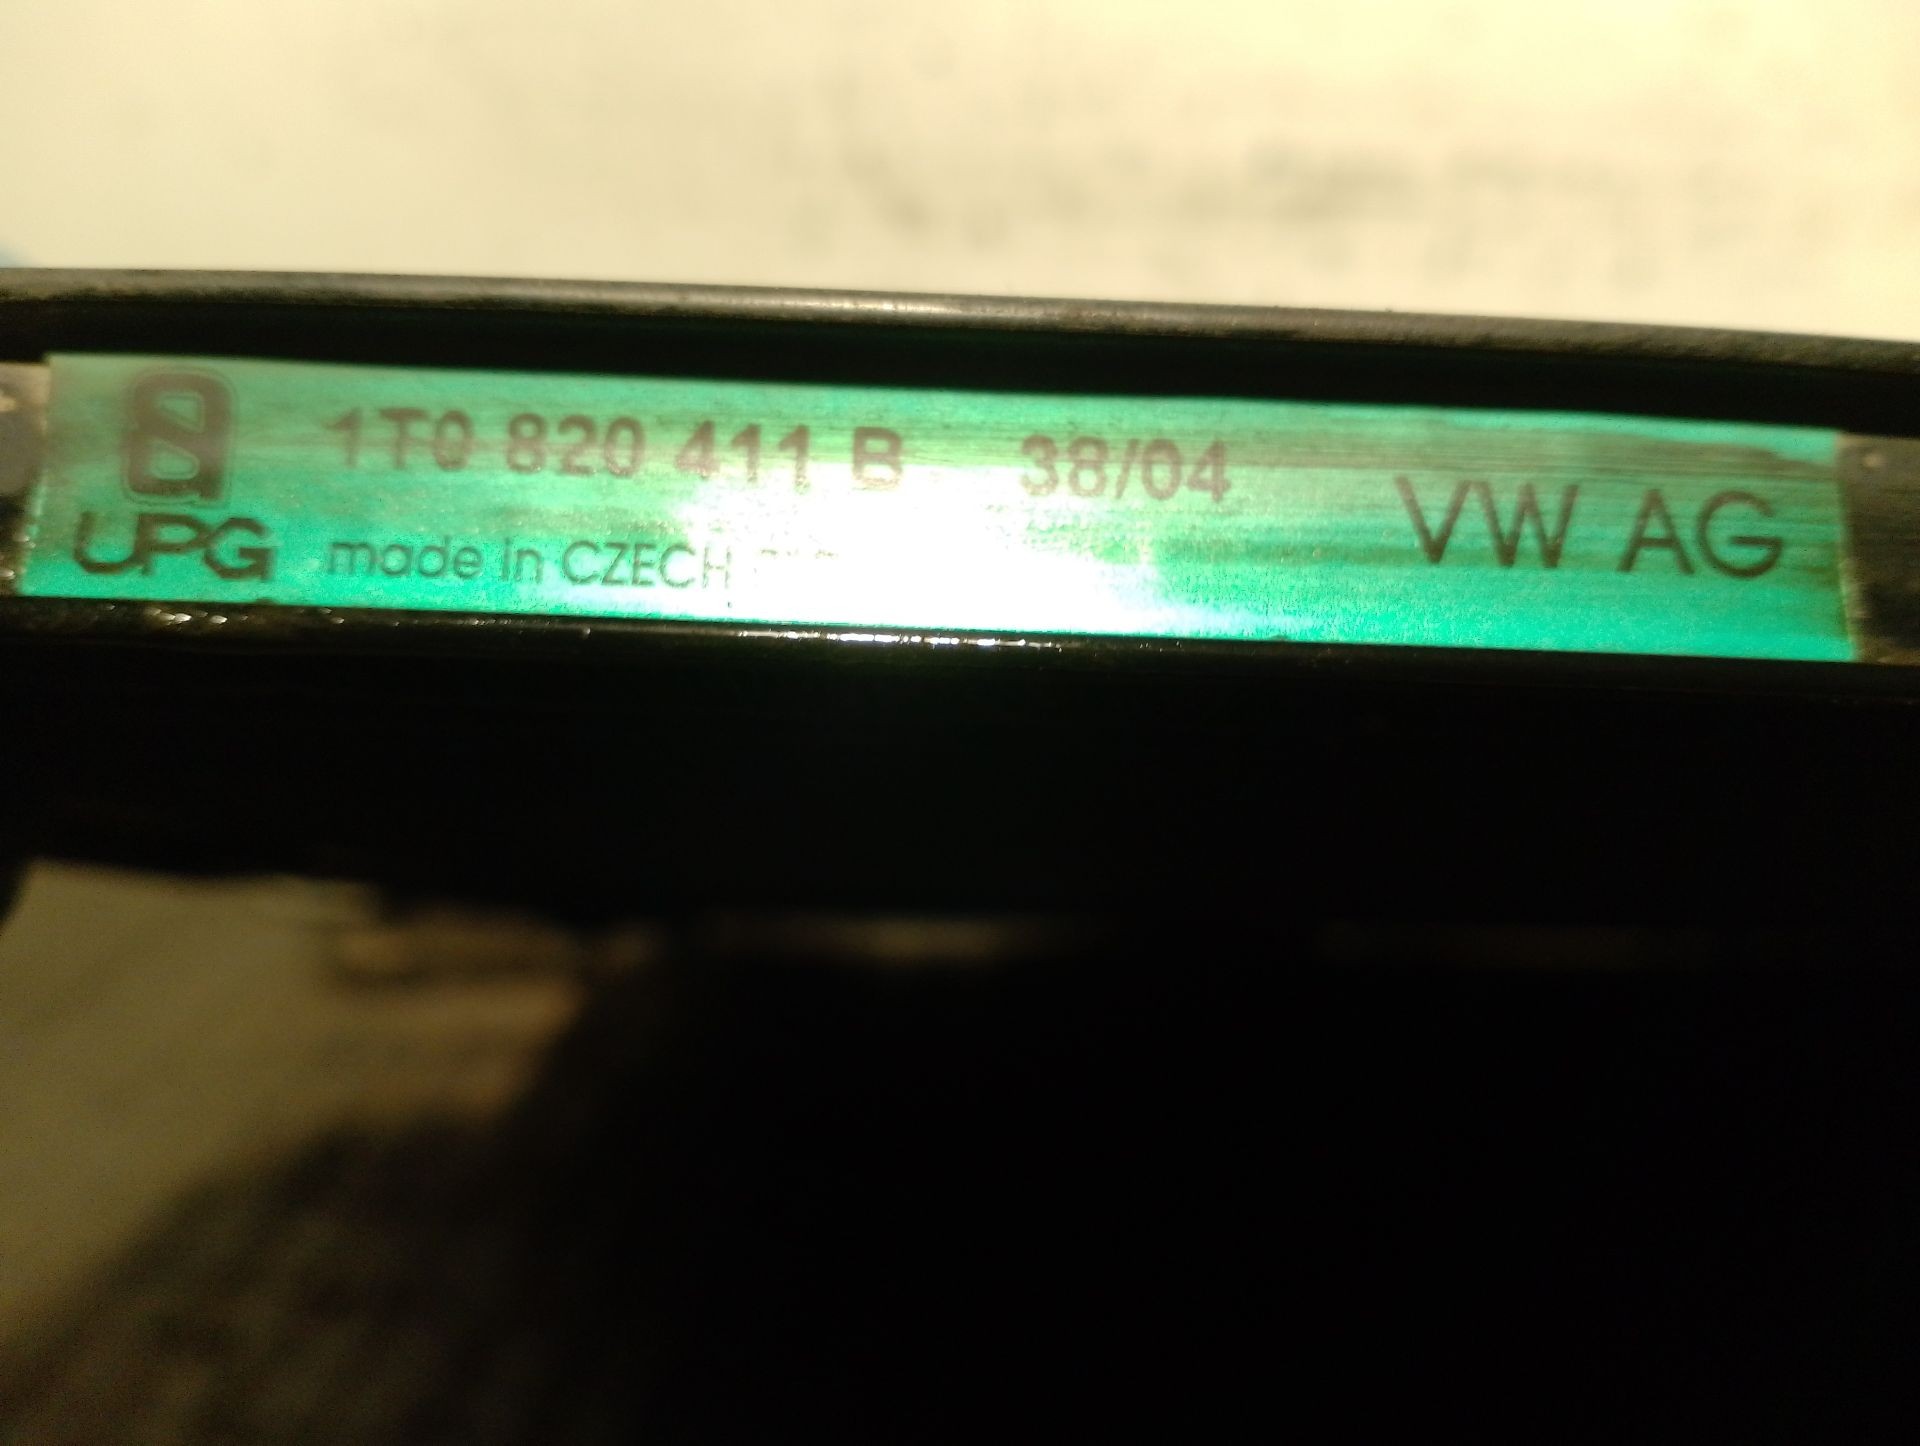 1T0 820 411 B 38/04
VW AG
UPG made in CZECH